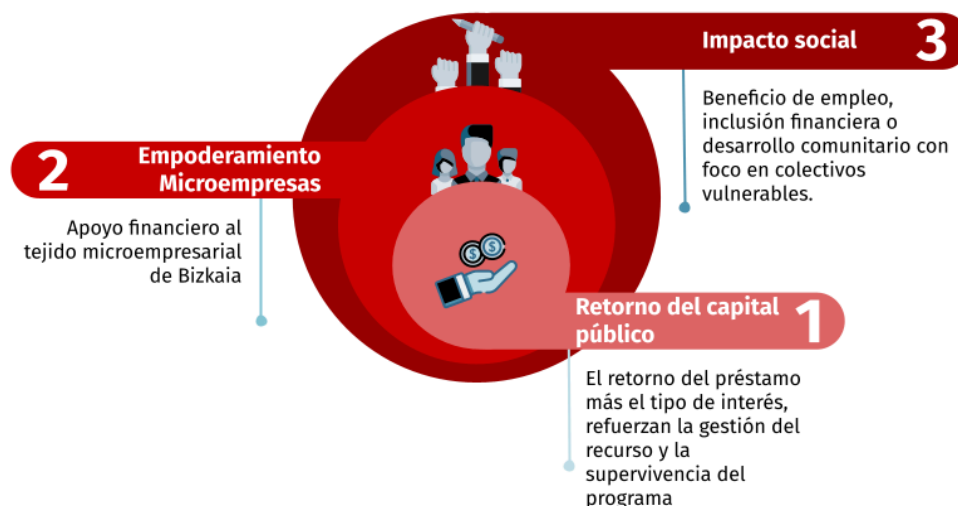 Impacto social 3
Beneficio de empleo,
inclusión financiera o
desarrollo comunitario con
foco en colectivos
vulnerables.
2 Empoderamiento
Microempresas
Apoyo financiero al
tejido microempresarial
de Bizkaia
$ $
Retorno del capital 1
público
El retorno del préstamo
más el tipo de interés,
refuerzan la gestión del
recurso y la
supervivencia del
programa